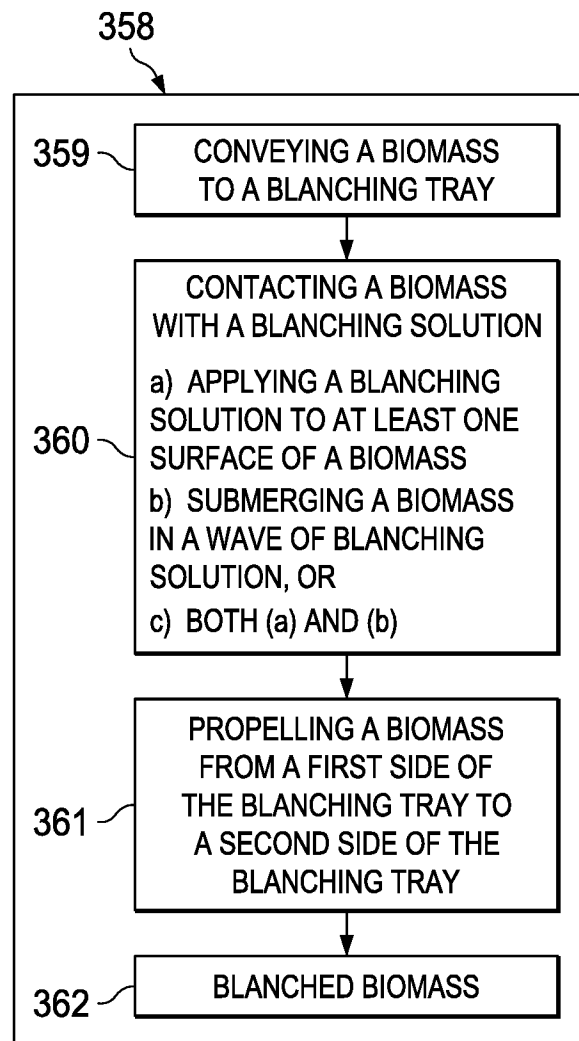 358
359
CONVEYING A BIOMASS
TO A BLANCHING TRAY
360
CONTACTING A BIOMASS
WITH A BLANCHING SOLUTION
a) APPLYING A BLANCHING
SOLUTION TO AT LEAST ONE
SURFACE OF A BIOMASS
b) SUBMERGING A BIOMASS
IN A WAVE OF BLANCHING
SOLUTION, OR
c) BOTH (a) AND (b)
361
PROPELLING A BIOMASS
FROM A FIRST SIDE OF
THE BLANCHING TRAY TO
A SECOND SIDE OF THE
BLANCHING TRAY
362
BLANCHED BIOMASS